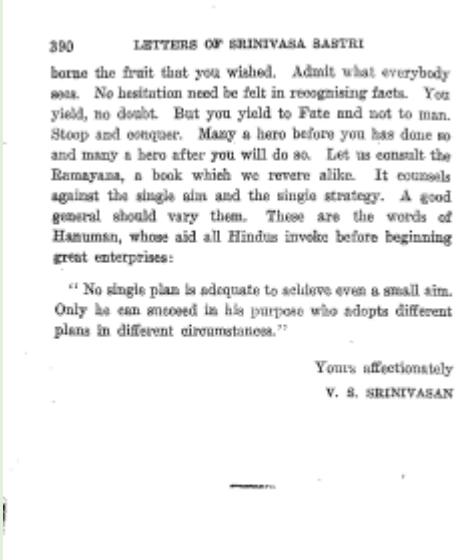 390 LETTERS OF SRINIVASA SASTRI
borne the fruit that you wished. Admit what everybody
sees. No hesitation need be felt in recognising facts. You
yield, no doubt. But you yield to Fate and not to man.
Stoop and conquer. Many a hero before you has done so
and many a hero after you will do so. Let us consult the
Ramayana, a book which we revere alike. It counsels
against the single aim and the single strategy. A good
general should vary them. These are the words of
Hanuman, whose aid all Hindus invoke before beginning
great enterprises:
“ No single plan is adequate to achieve even a small aim.
Only he can succeed in his purpose who adopts different
plans in different circumstances.”
Yours affectionately
V. S. SRINIVASAN